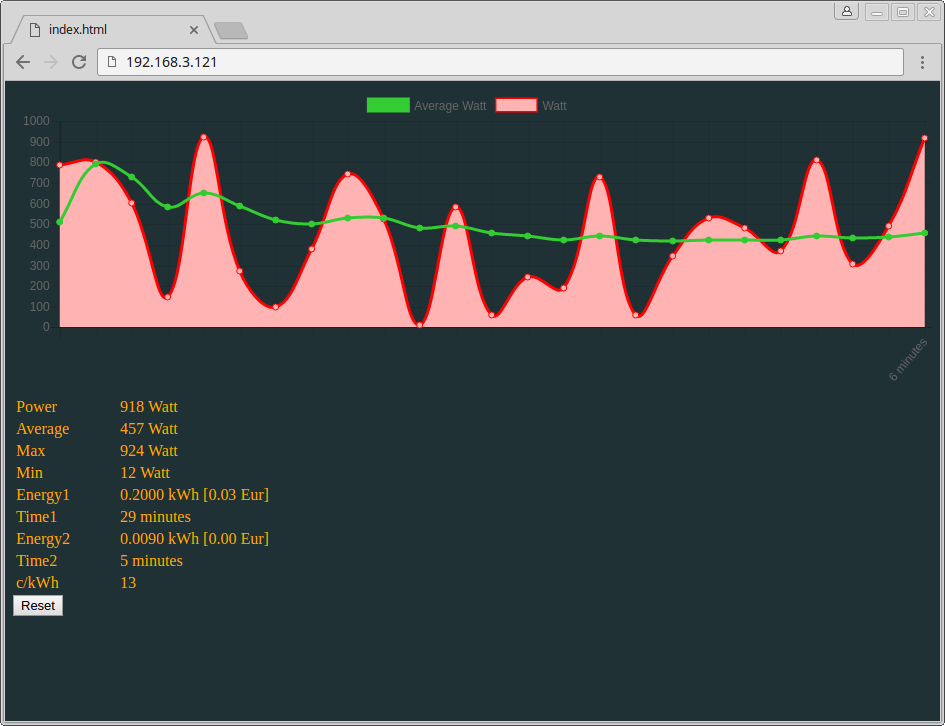 index.html
192.168.3.121
Average Watt Watt
1000
900
800
700
600
500
400
300
200
100
0
6 minutes
Power 918 Watt
Average 457 Watt
Max 924 Watt
Min 12 Watt
Energy1 0.2000 kWh [0.03 Eur]
Time1 29 minutes
Energy2 0.0090 kWh [0.00 Eur]
Time2 5 minutes
c/kWh 13
Reset